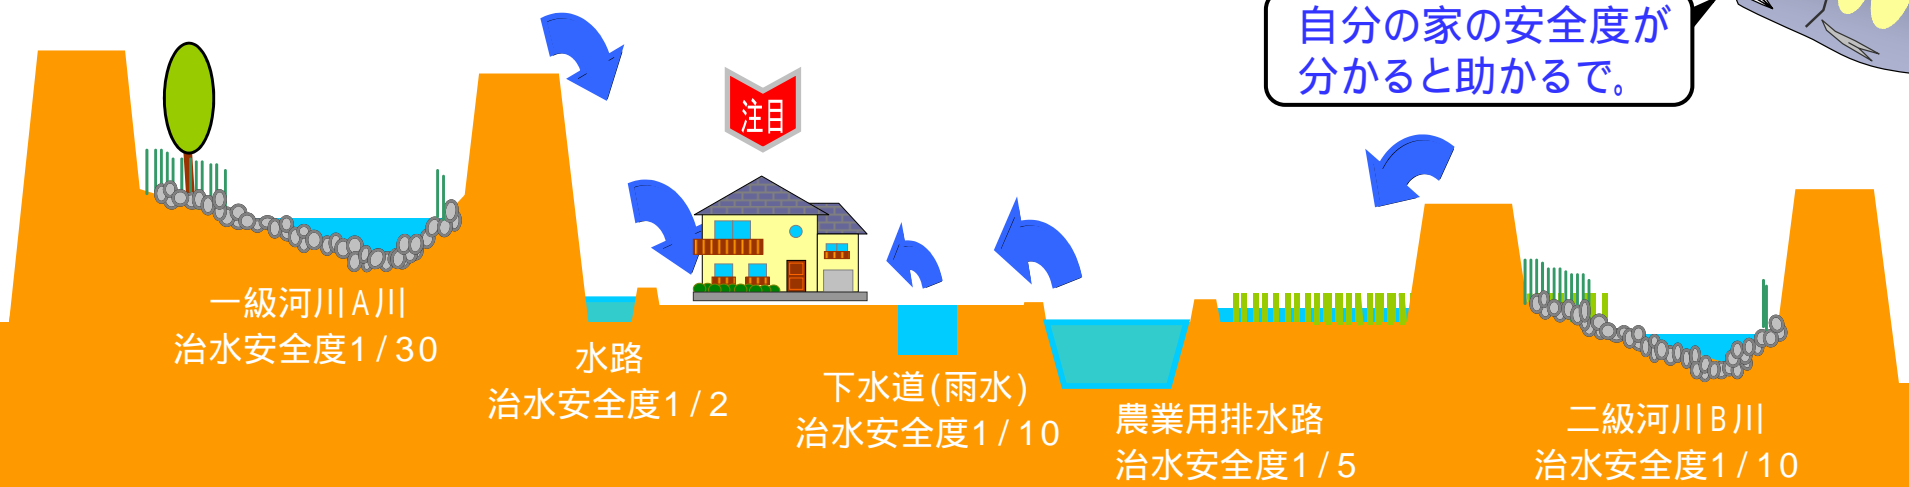 自分の家の安全度が
分かると助かるで。
注目
一級河川A川
治水安全度1/30
水路
治水安全度1/2
下水道(雨水)
治水安全度1/10
農業用排水路
治水安全度1/5
二級河川B川
治水安全度1/10